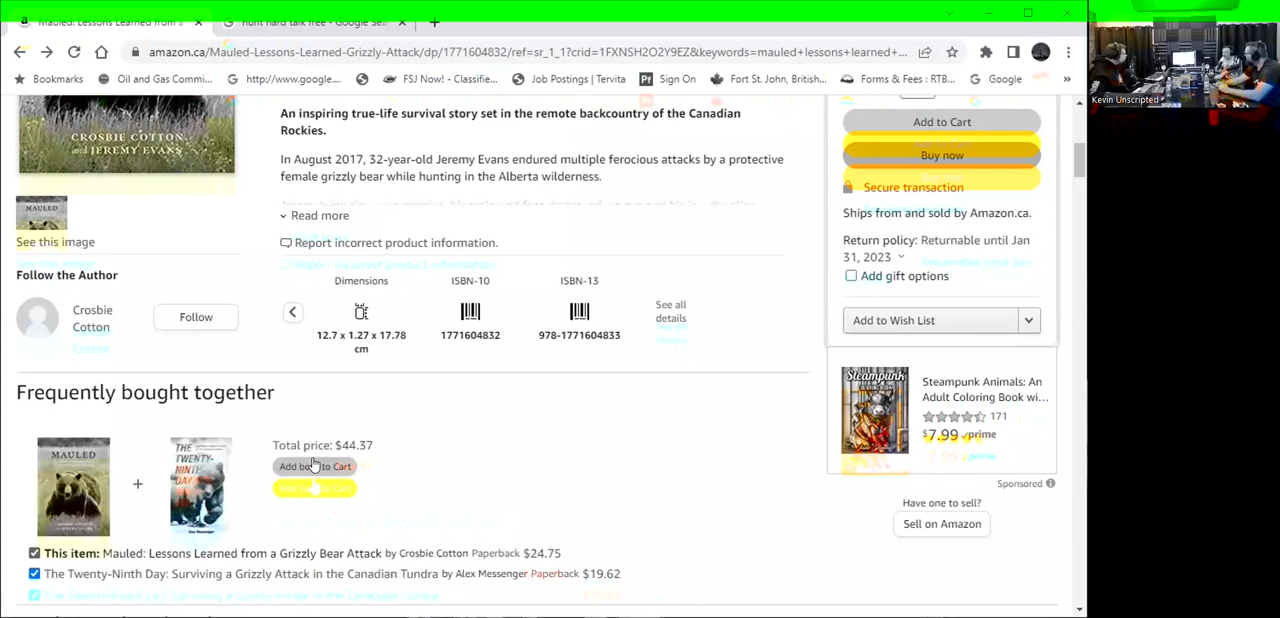 Mauled: Lessons Learned from a
hunt hard talk free - Google Sea
amazon.ca/Mauled-Lessons-Learned-Grizzly-Attack/dp/1771604832/ref=sr_1_1?crid=1FXNSH2O2Y9EZ&keywords=mauled+lessons+learned+...
Bookmarks
Oil and Gas Commi...
http://www.google....
FSJ Now! - Classifie...
Job Postings | Tervita
Sign On
Fort St. John, British...
Forms & Fees : RTB...
Google
Kevin Unscripted
CROSBIE COTTON
and JEREMY EVANS
MAULED
See this image
Follow the Author
Crosbie
Cotton
Follow
An inspiring true-life survival story set in the remote backcountry of the Canadian
Rockies.
In August 2017, 32-year-old Jeremy Evans endured multiple ferocious attacks by a protective
female grizzly bear while hunting in the Alberta wilderness.
Read more
Report incorrect product information.
Dimensions
12.7 x 1.27 x 17.78
cm
ISBN-10
1771604832
ISBN-13
978-1771604833
See all
details
Add to Cart
Buy now
Secure transaction
Ships from and sold by Amazon.ca.
Return policy: Returnable until Jan
31, 2023
Add gift options
Add to Wish List
Steampunk
Steampunk Animals: An
Adult Coloring Book wi...
171
$7.99 prime
Sponsored
Have one to sell?
Sell on Amazon
Frequently bought together
MAULED
+
THE
TWENTY-
NINTH
DAY
Total price: $44.37
Add both to Cart
This item: Mauled: Lessons Learned from a Grizzly Bear Attack by Crosbie Cotton Paperback $24.75
The Twenty-Ninth Day: Surviving a Grizzly Attack in the Canadian Tundra by Alex Messenger Paperback $19.62